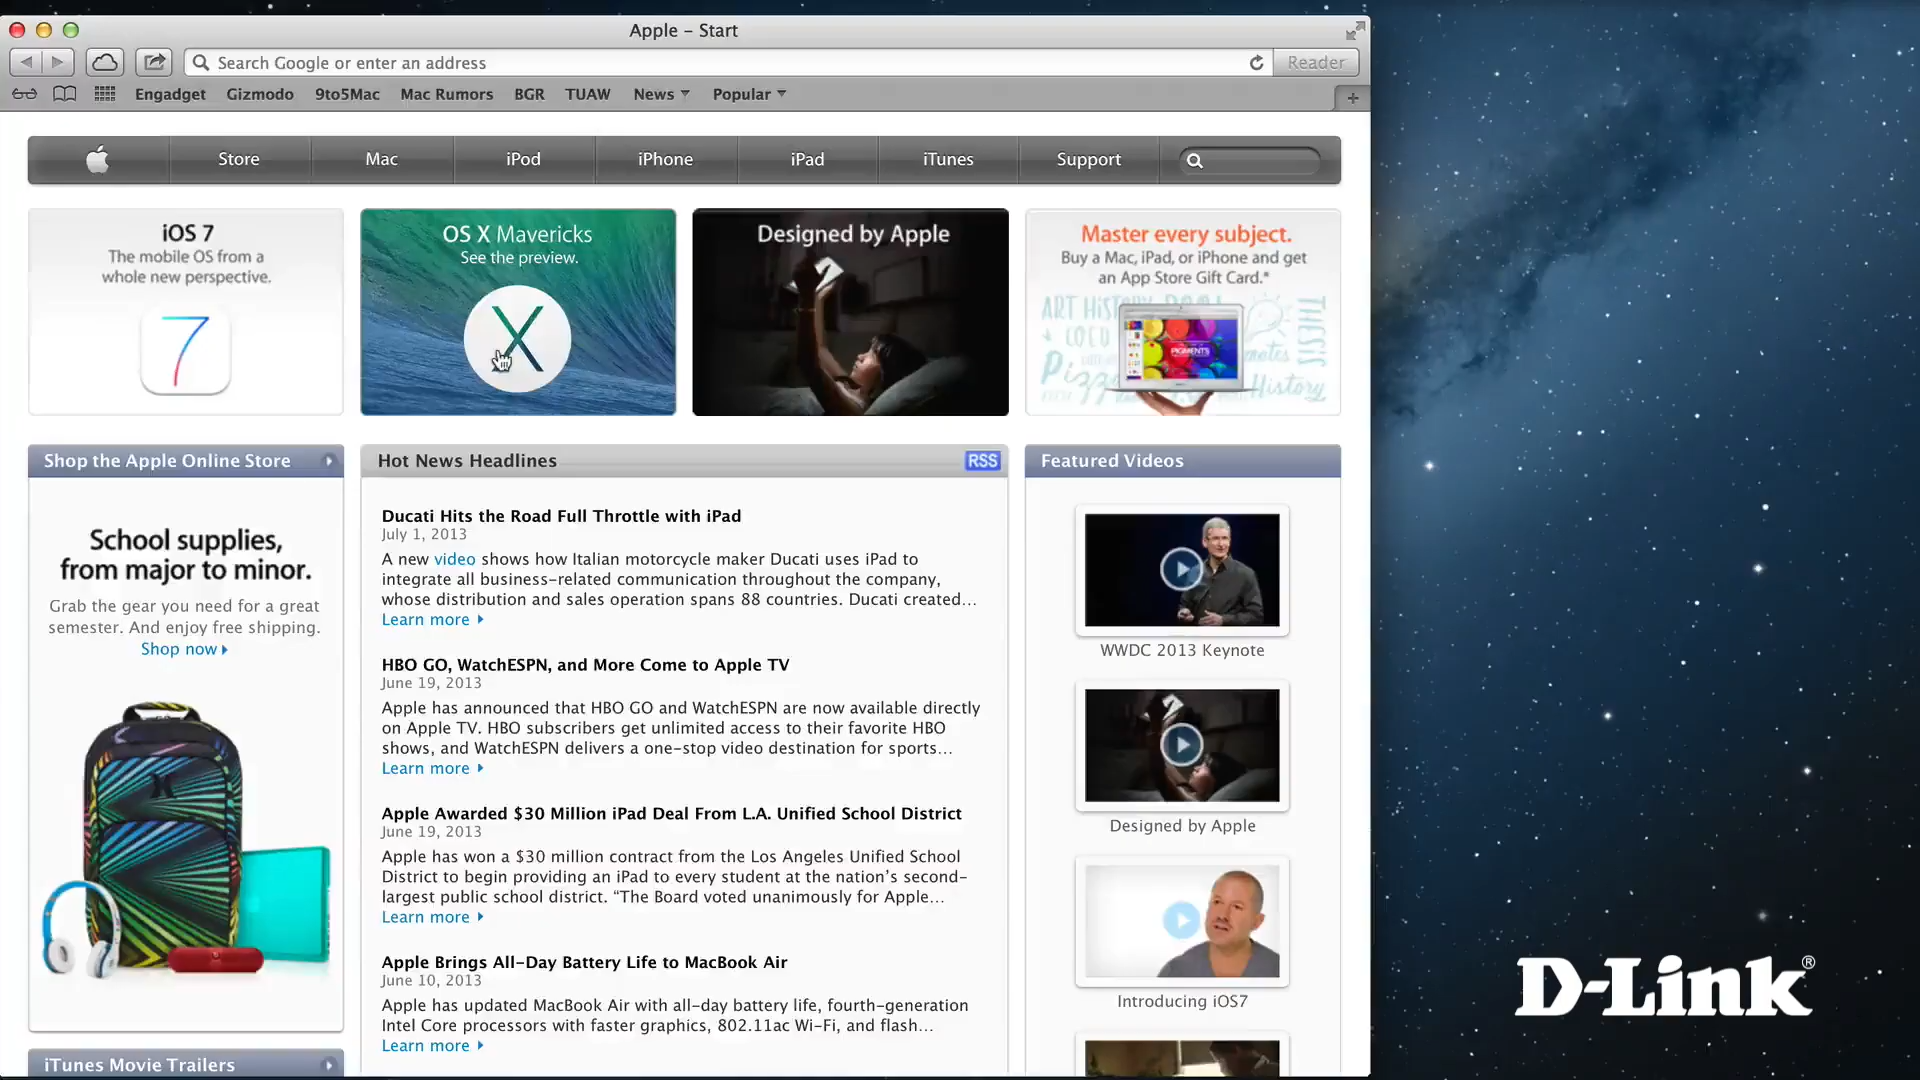 Apple – Start
Search Google or enter an address
Reader
Engadget Gizmodo 9to5Mac Mac Rumors BGR TUAW News Popular
Store Mac iPod iPhone iPad iTunes Support
iOS 7
The mobile OS from a
whole new perspective.
7
OS X Mavericks
See the preview.
X
Designed by Apple
Master every subject.
Buy a Mac, iPad, or iPhone and get
an App Store Gift Card.*
ART HISTORY
THESIS
PIGMENTS
notes
Pizza
History
Shop the Apple Online Store
School supplies,
from major to minor.
Grab the gear you need for a great
semester. And enjoy free shipping.
Shop now
iTunes Movie Trailers
Hot News Headlines RSS
Ducati Hits the Road Full Throttle with iPad
July 1, 2013
A new video shows how Italian motorcycle maker Ducati uses iPad to
integrate all business-related communication throughout the company,
whose distribution and sales operation spans 88 countries. Ducati created…
Learn more
HBO GO, WatchESPN, and More Come to Apple TV
June 19, 2013
Apple has announced that HBO GO and WatchESPN are now available directly
on Apple TV. HBO subscribers get unlimited access to their favorite HBO
shows, and WatchESPN delivers a one-stop video destination for sports…
Learn more
Apple Awarded $30 Million iPad Deal From L.A. Unified School District
June 19, 2013
Apple has won a $30 million contract from the Los Angeles Unified School
District to begin providing an iPad to every student at the nation’s second-
largest public school district. “The Board voted unanimously for Apple…
Learn more
Apple Brings All-Day Battery Life to MacBook Air
June 10, 2013
Apple has updated MacBook Air with all-day battery life, fourth-generation
Intel Core processors with faster graphics, 802.11ac Wi-Fi, and flash…
Learn more
Featured Videos
WWDC 2013 Keynote
Designed by Apple
Introducing iOS7
D-Link®